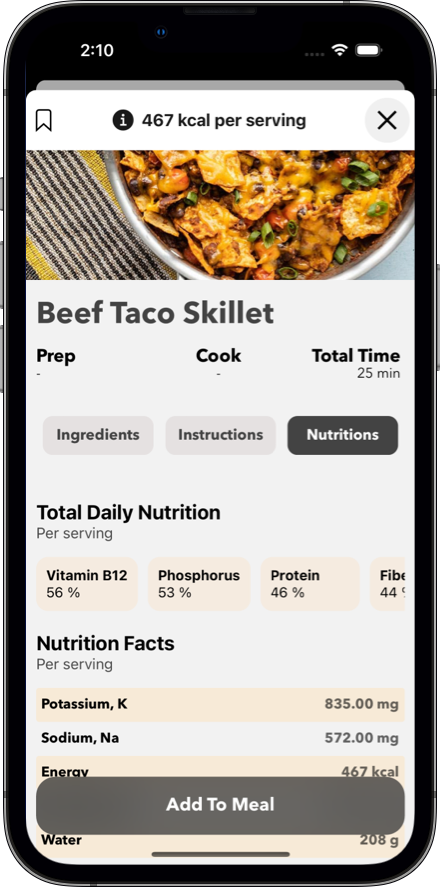 2:10
467 kcal per serving
Beef Taco Skillet
Prep Cook Total Time
- - 25 min
Ingredients Instructions Nutritions
Total Daily Nutrition
Per serving
Vitamin B12 Phosphorus Protein Fibe
56 % 53 % 46 % 44 %
Nutrition Facts
Per serving
Potassium, K 835.00 mg
Sodium, Na 572.00 mg
Energy 467 kcal
Add To Meal
Water 208 g